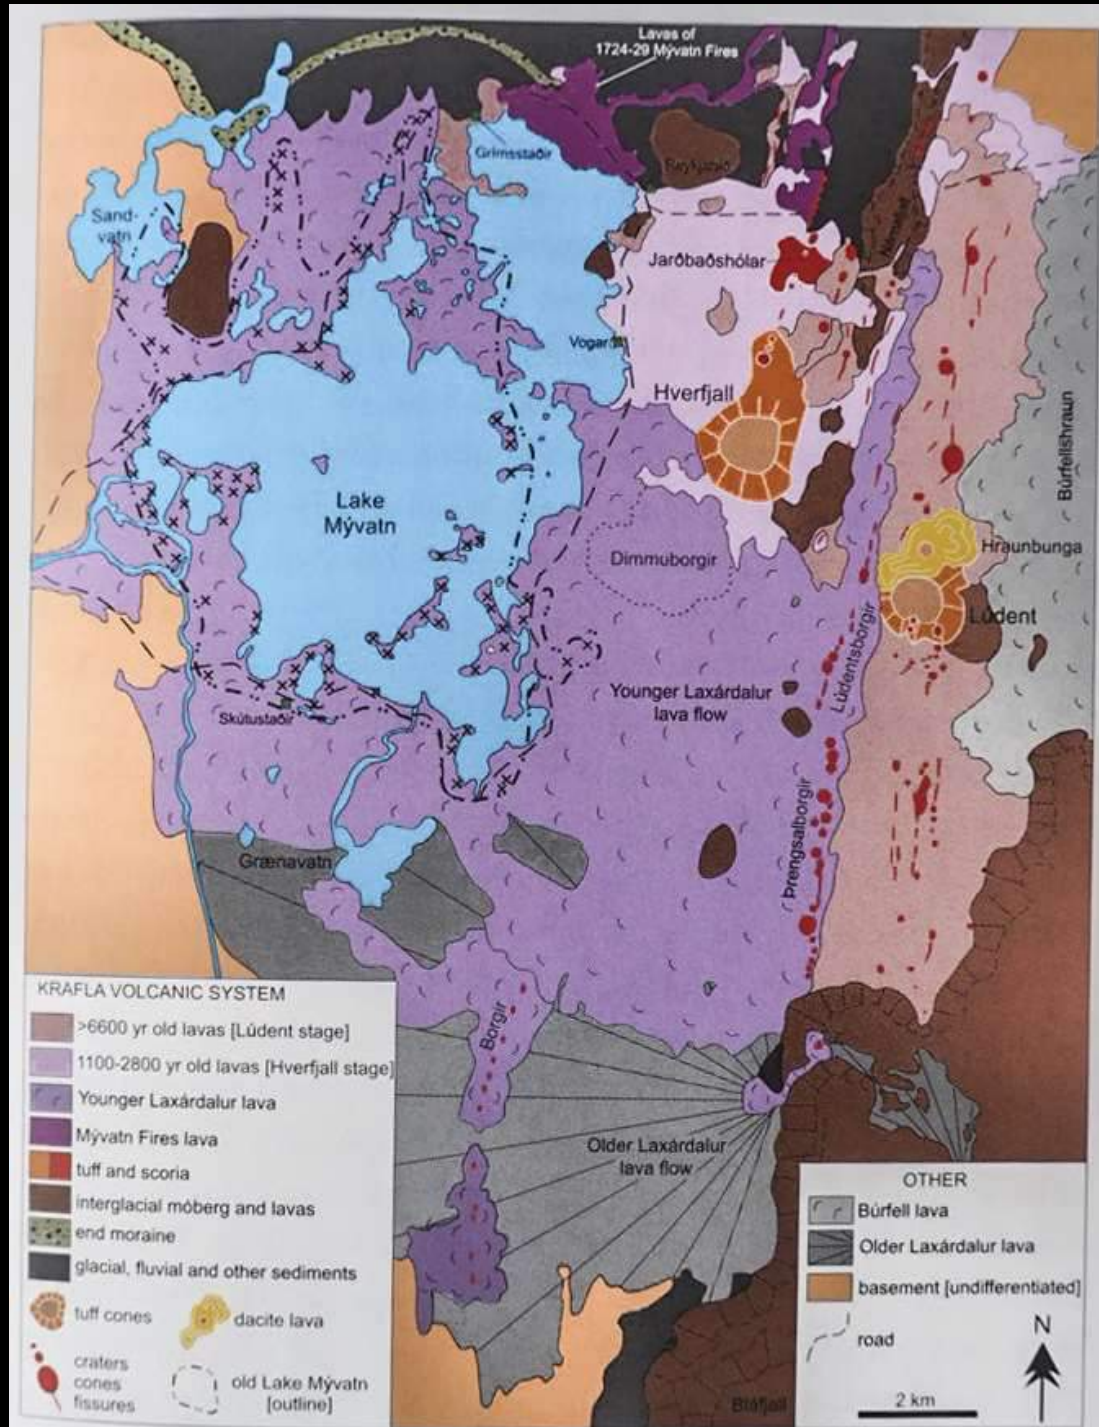 Lavas of
1724-29 Mývatn Fires
Grímsstaðir
Reykjahlíð
Sand-
vatn
Jarðbaðshólar
Vogar
Hverfjall
Búrfellshraun
Lake
Mývatn
Dimmuborgir
Hraunbunga
Lúdent
Lúdentsborgir
Younger Laxárdalur
lava flow
Skútustaðir
Þrengsalborgir
Grænavatn
Borgir
Older Laxárdalur
lava flow
KRAFLA VOLCANIC SYSTEM
>6600 yr old lavas [Lúdent stage]
1100-2800 yr old lavas [Hverfjall stage]
Younger Laxárdalur lava
Mývatn Fires lava
tuff and scoria
interglacial móberg and lavas
end moraine
glacial, fluvial and other sediments
tuff cones
dacite lava
craters
cones
fissures
old Lake Mývatn
[outline]
OTHER
Búrfell lava
Older Laxárdalur lava
basement [undifferentiated]
road
N
2 km
Bláfjall